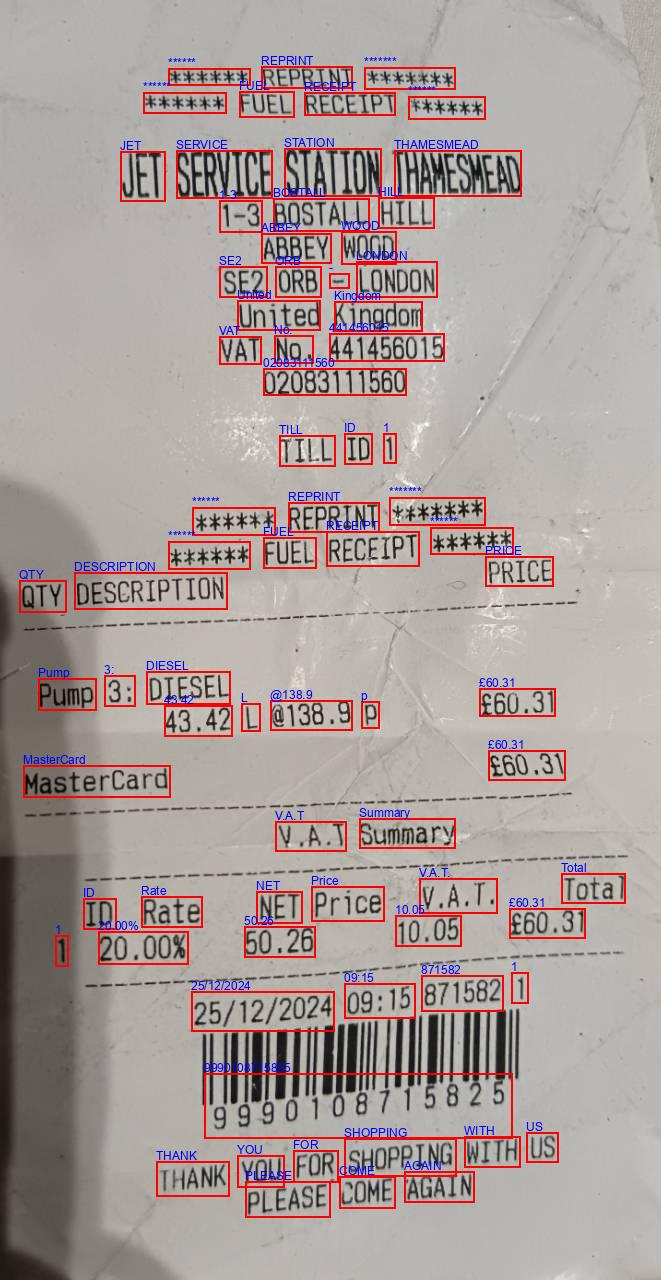 ****** REPRINT *******
****** FUEL RECEIPT ******
JET SERVICE STATION THAMESMEAD
1-3 BOSTALL HILL
ABBEY WOOD
SE2 ORB - LONDON
United Kingdom
VAT No. 441456015
02083111560
TILL ID 1
****** REPRINT *******
****** FUEL RECEIPT ******
QTY DESCRIPTION PRICE
Pump 3: DIESEL
43.42 L @138.9 p £60.31
MasterCard £60.31
V.A.T Summary
ID Rate NET Price V.A.T. Total
1 20.00% 50.26 10.05 £60.31
25/12/2024 09:15 871582 1
9990108715825
THANK YOU FOR SHOPPING WITH US
PLEASE COME AGAIN